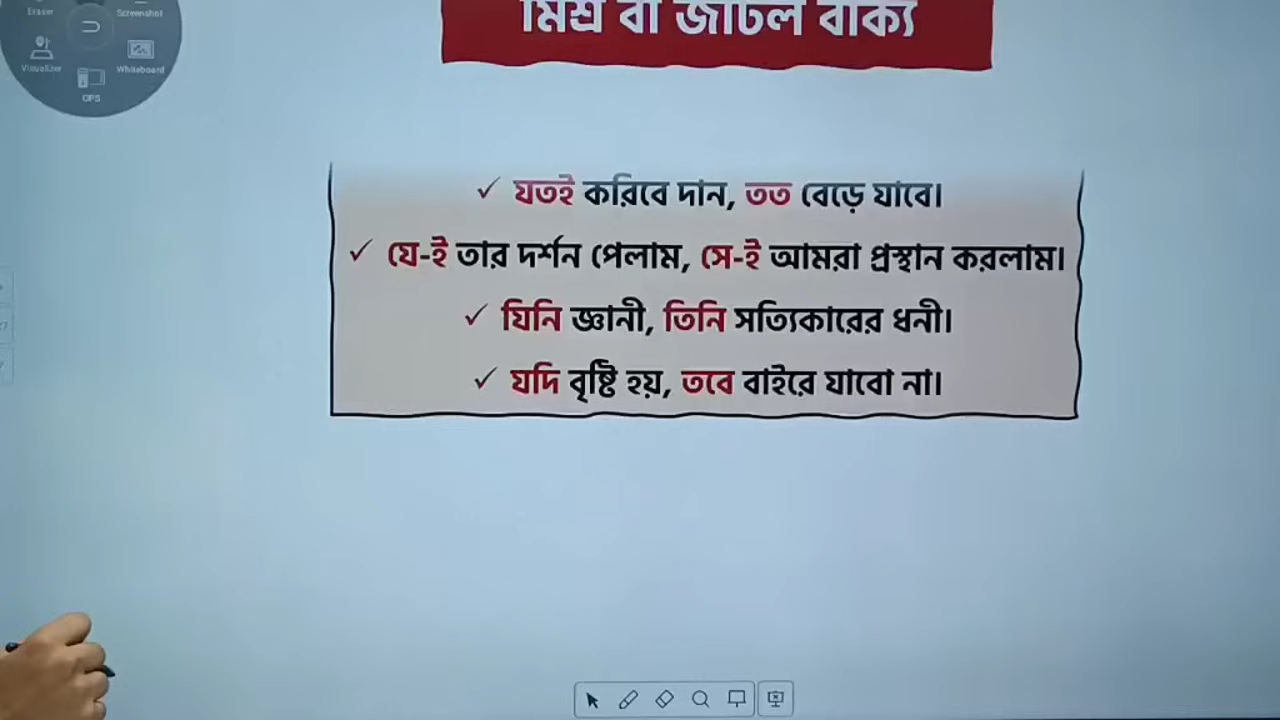 Eraser
Screenshot
Visualizer
Whiteboard
OPS
মিশ্র বা জটিল বাক্য
✓ যতই করিবে দান, তত বেড়ে যাবে।
✓ যে-ই তার দর্শন পেলাম, সে-ই আমরা প্রস্থান করলাম।
✓ যিনি জ্ঞানী, তিনি সত্যিকারের ধনী।
✓ যদি বৃষ্টি হয়, তবে বাইরে যাবো না।